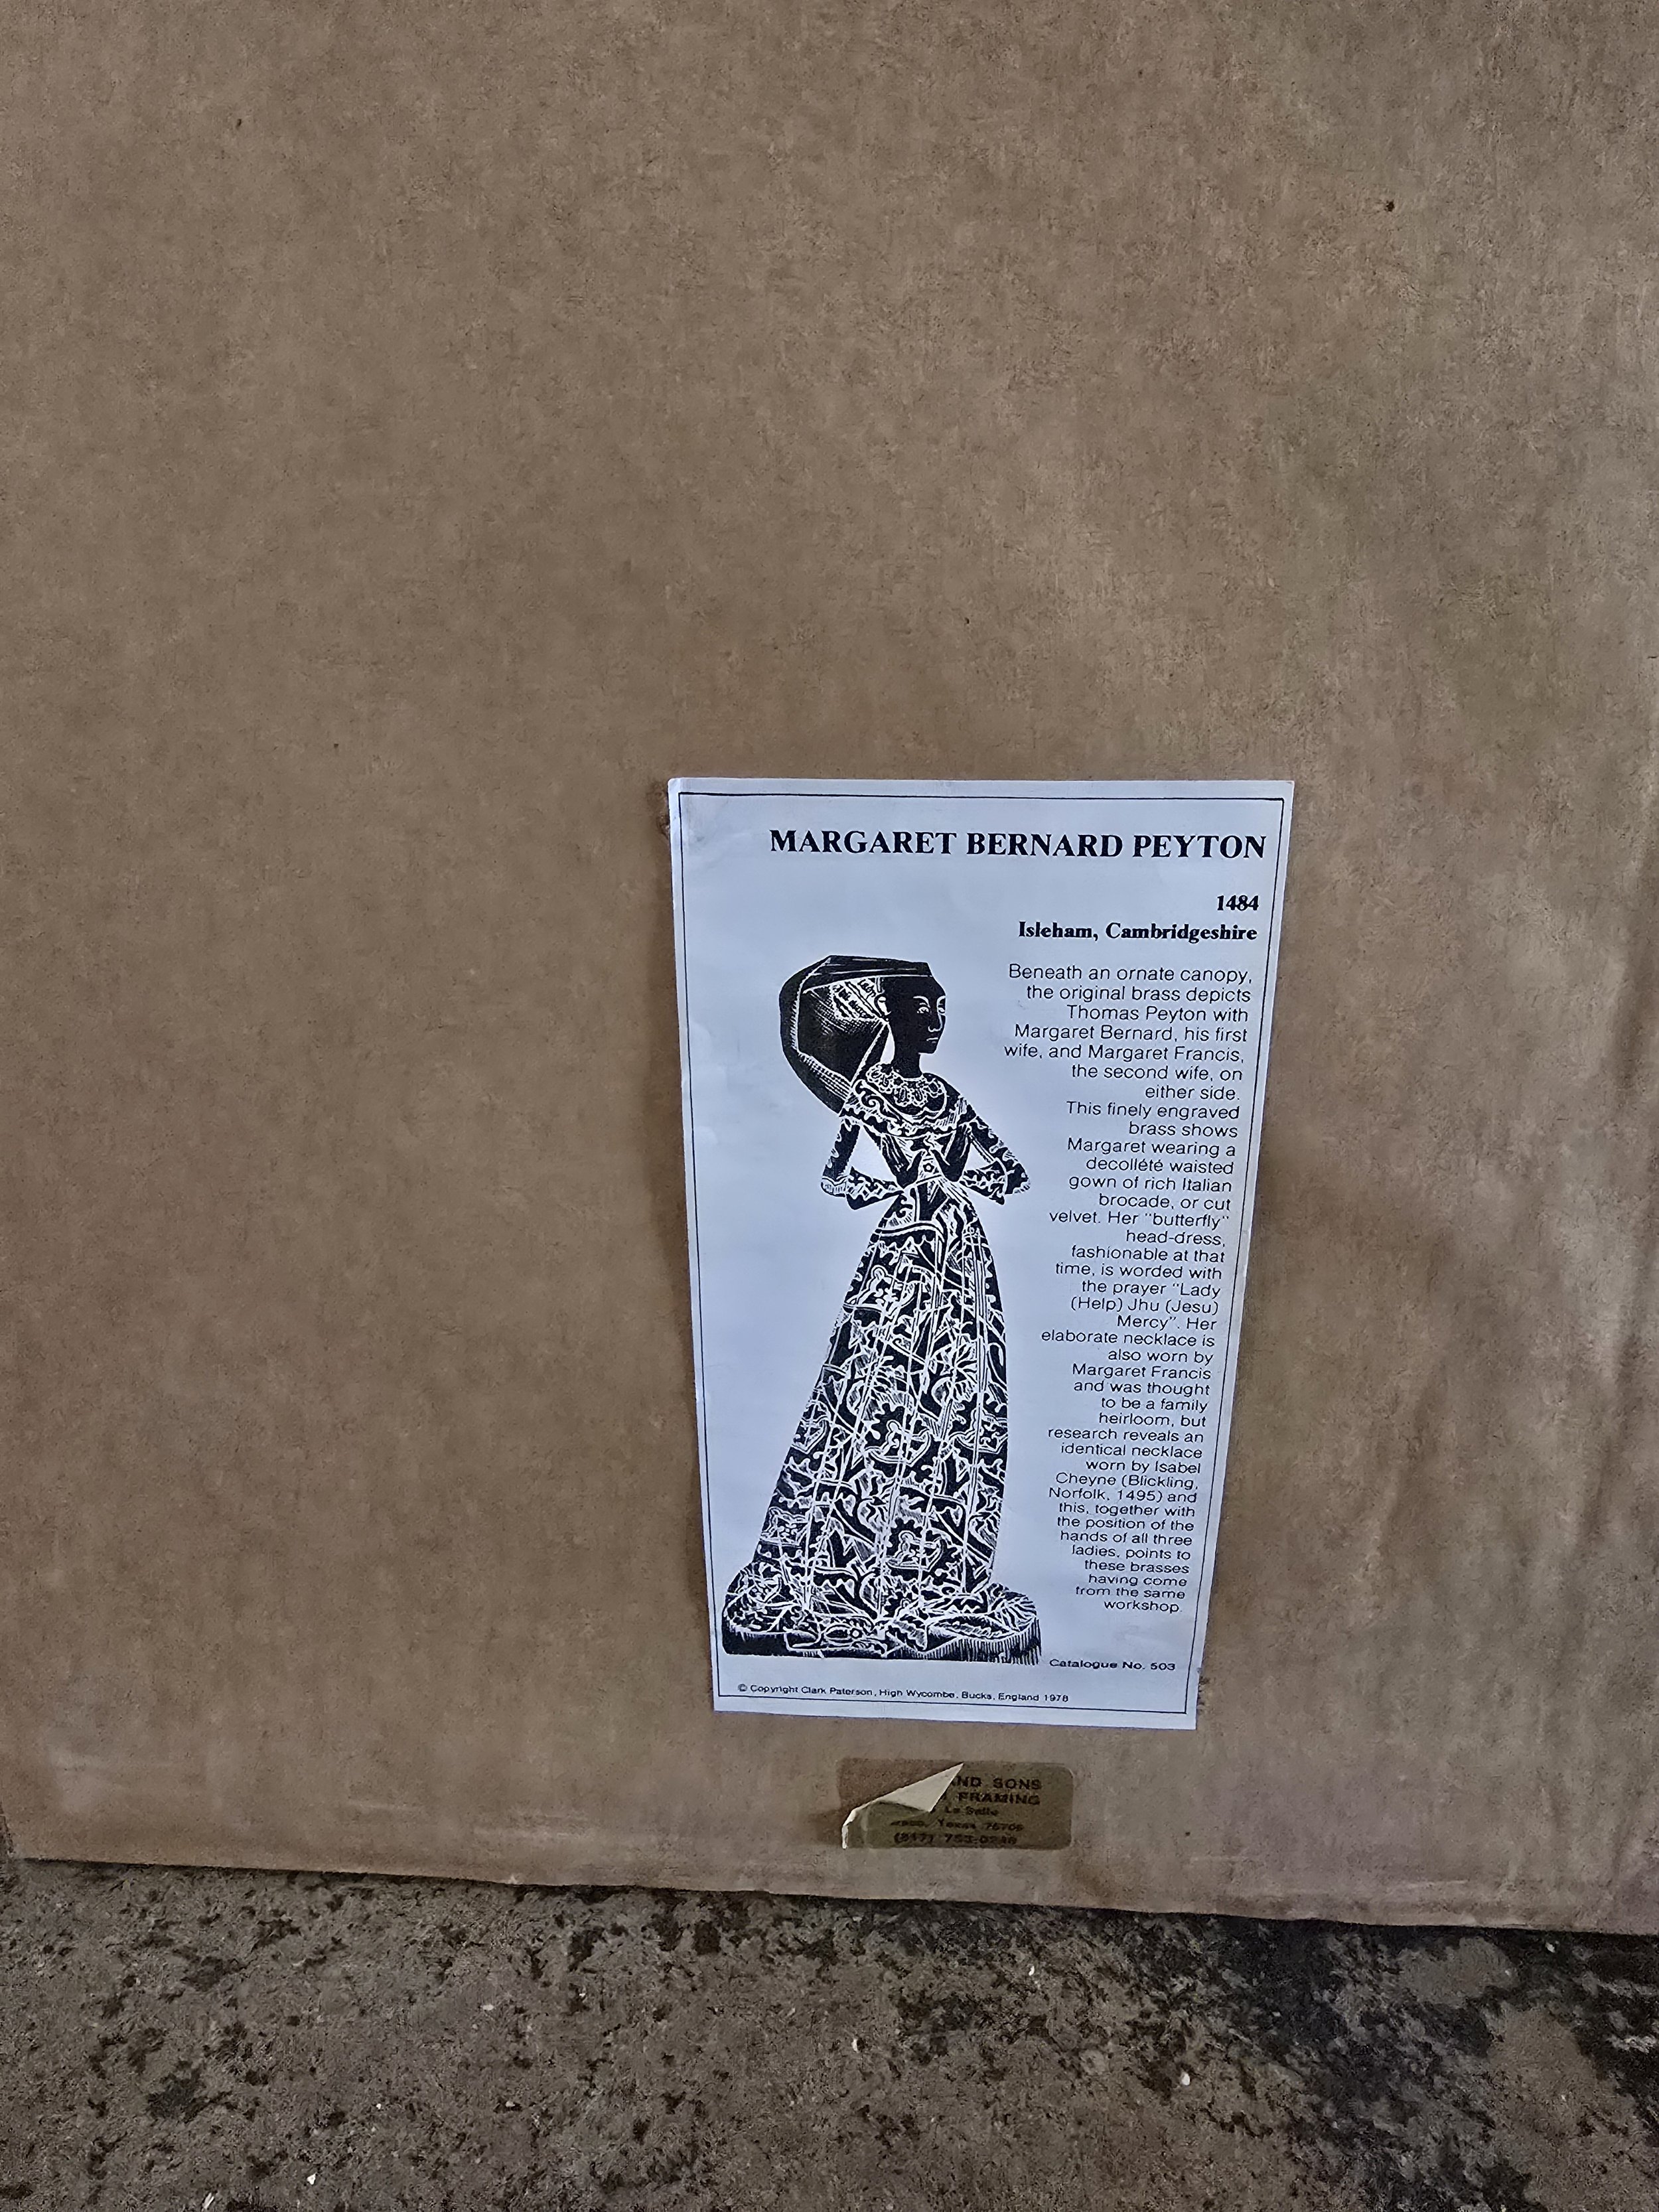 MARGARET BERNARD PEYTON
1484
Isleham, Cambridgeshire
Beneath an ornate canopy,
the original brass depicts
Thomas Peyton with
Margaret Bernard, his first
wife, and Margaret Francis,
the second wife, on
either side.
This finely engraved
brass shows
Margaret wearing a
decollété waisted
gown of rich Italian
brocade, or cut
velvet. Her "butterfly"
head-dress,
fashionable at that
time, is worded with
the prayer "Lady
(Help) Jhu (Jesu)
Mercy". Her
elaborate necklace is
also worn by
Margaret Francis
and was thought
to be a family
heirloom, but
research reveals an
identical necklace
worn by Isabel
Cheyne (Blickling,
Norfolk, 1495) and
this, together with
the position of the
hands of all three
ladies, points to
these brasses
having come
from the same
workshop.
Catalogue No. 503
© Copyright Clark Paterson, High Wycombe, Bucks, England 1978
AND SONS
FRAMING
La Salle
Texas
(817)